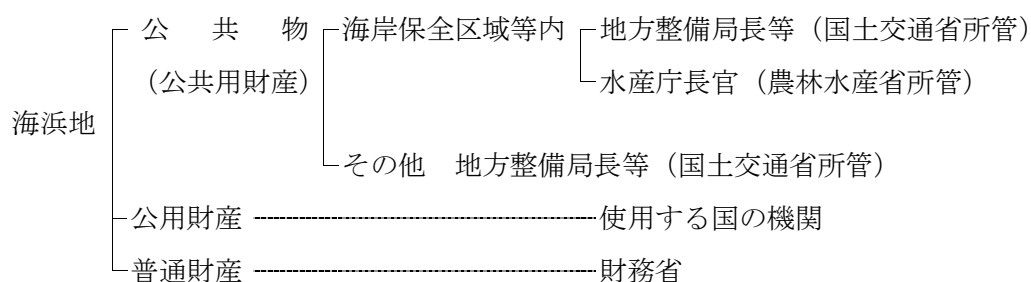 公共物 海岸保全区域等内 地方整備局長等（国土交通省所管）
（公共用財産） 水産庁長官（農林水産省所管）
海浜地
その他 地方整備局長等（国土交通省所管）
公用財産 使用する国の機関
普通財産 財務省